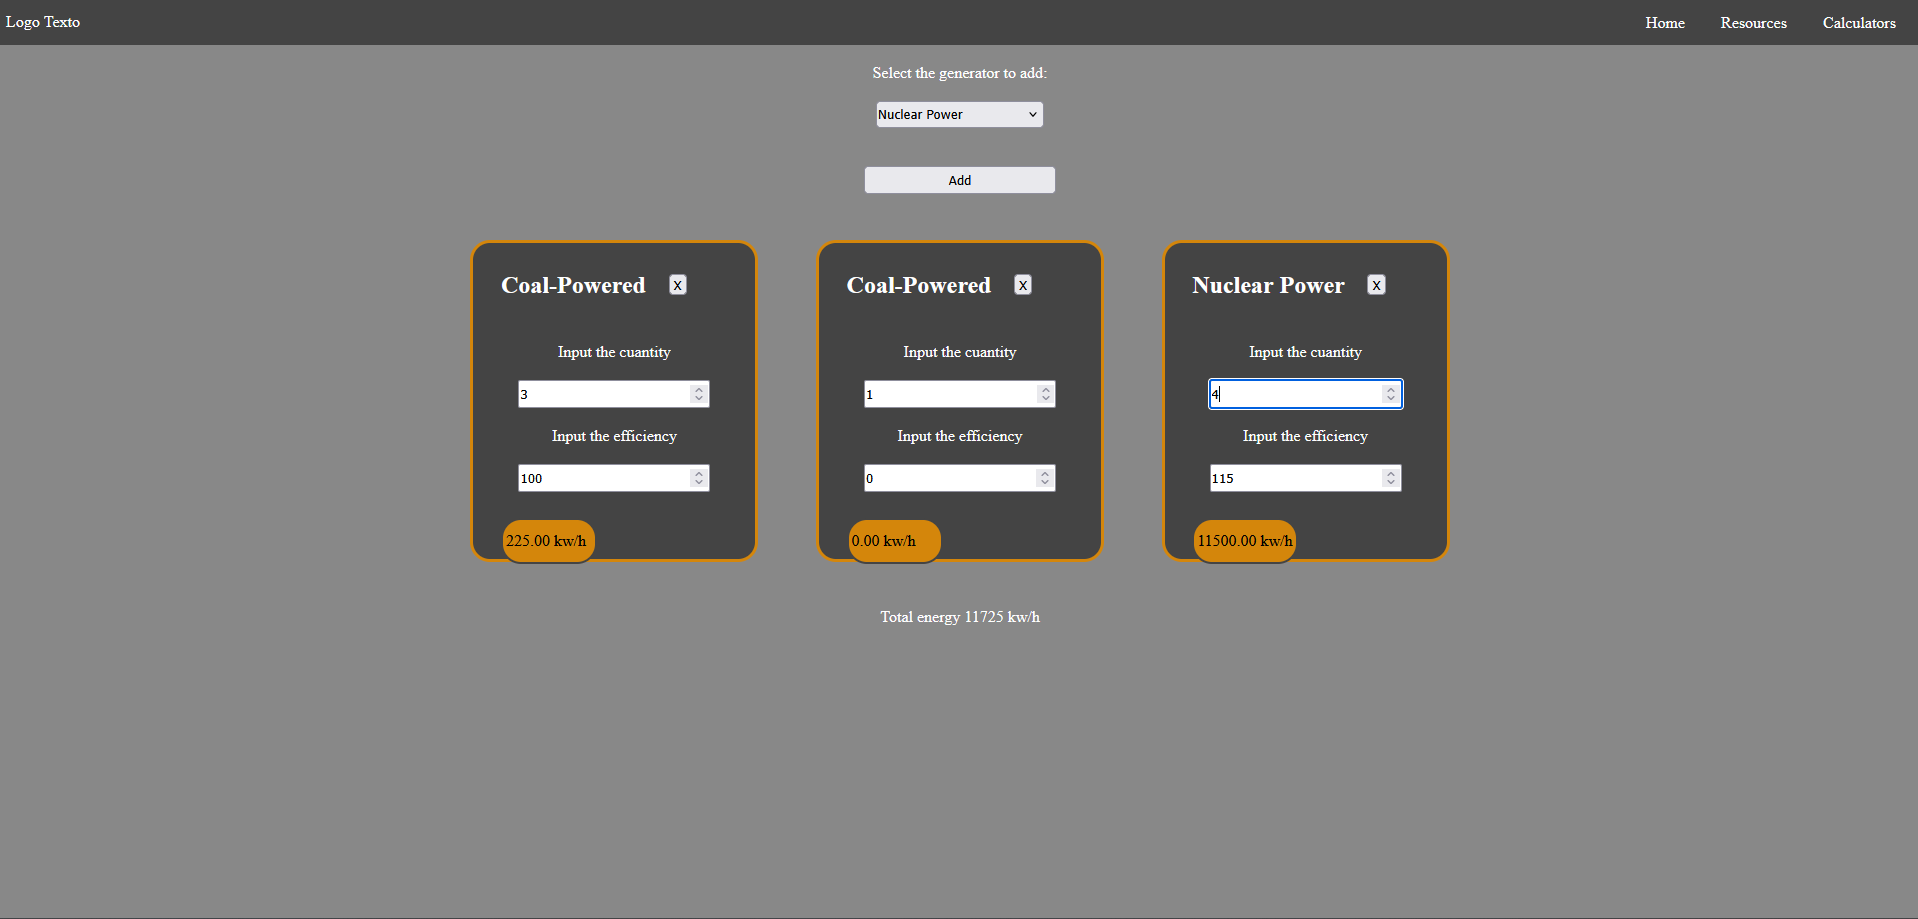 Logo Texto
Home Resources Calculators
Select the generator to add:
Nuclear Power
Add
Coal-Powered X
Input the cuantity
3
Input the efficiency
100
225.00 kw/h
Coal-Powered X
Input the cuantity
1
Input the efficiency
0
0.00 kw/h
Nuclear Power X
Input the cuantity
4
Input the efficiency
115
11500.00 kw/h
Total energy 11725 kw/h